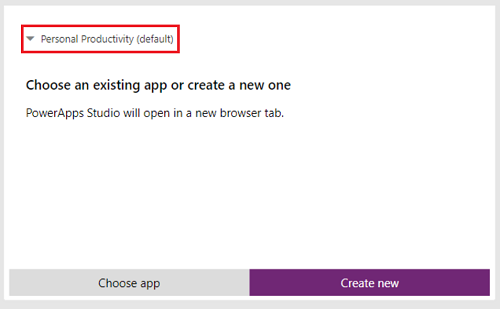 Personal Productivity (default)
Choose an existing app or create a new one
PowerApps Studio will open in a new browser tab.
Choose app
Create new